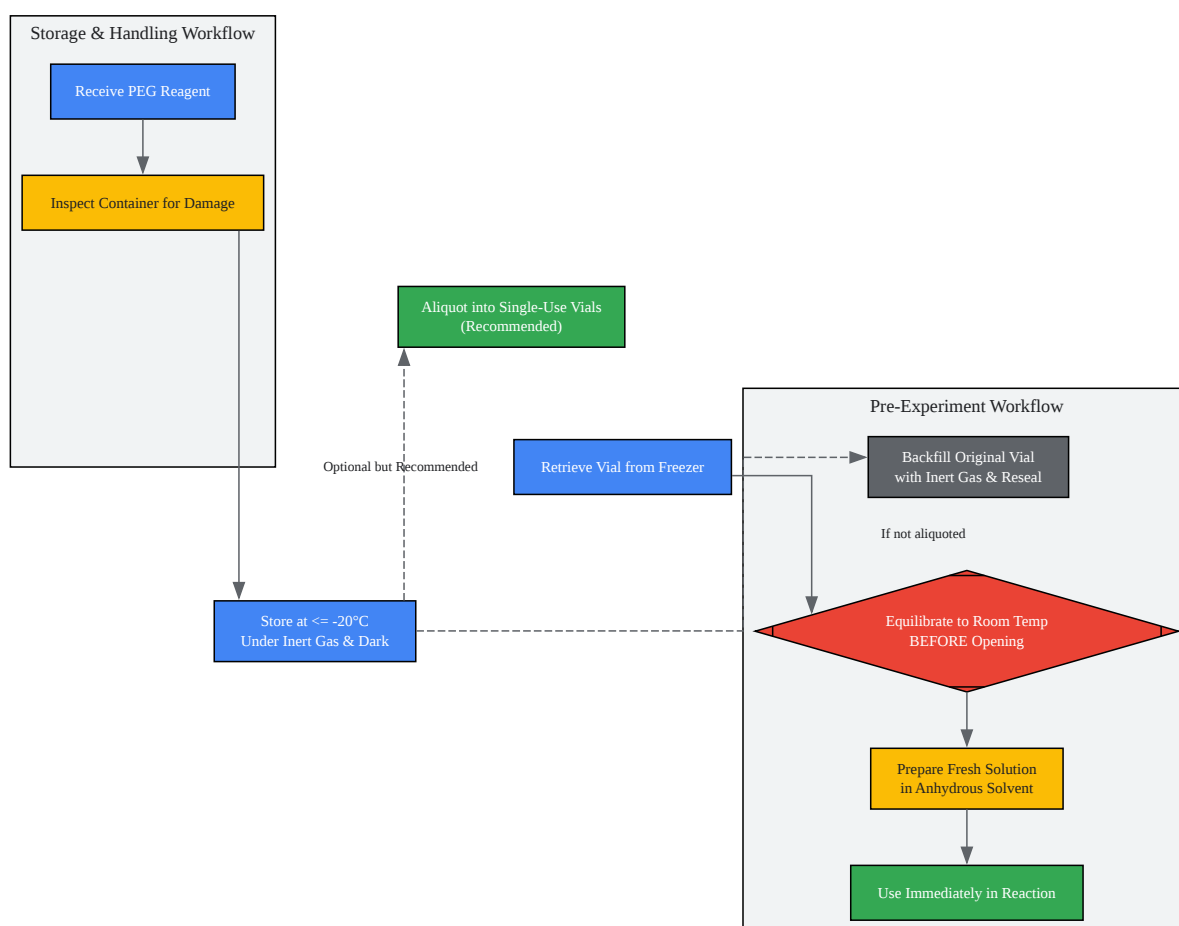 Storage & Handling Workflow
Receive PEG Reagent
Inspect Container for Damage
Aliquot into Single-Use Vials
(Recommended)
Optional but Recommended
Store at <= -20°C
Under Inert Gas & Dark
Pre-Experiment Workflow
Retrieve Vial from Freezer
Backfill Original Vial
with Inert Gas & Reseal
If not aliquoted
Equilibrate to Room Temp
BEFORE Opening
Prepare Fresh Solution
in Anhydrous Solvent
Use Immediately in Reaction